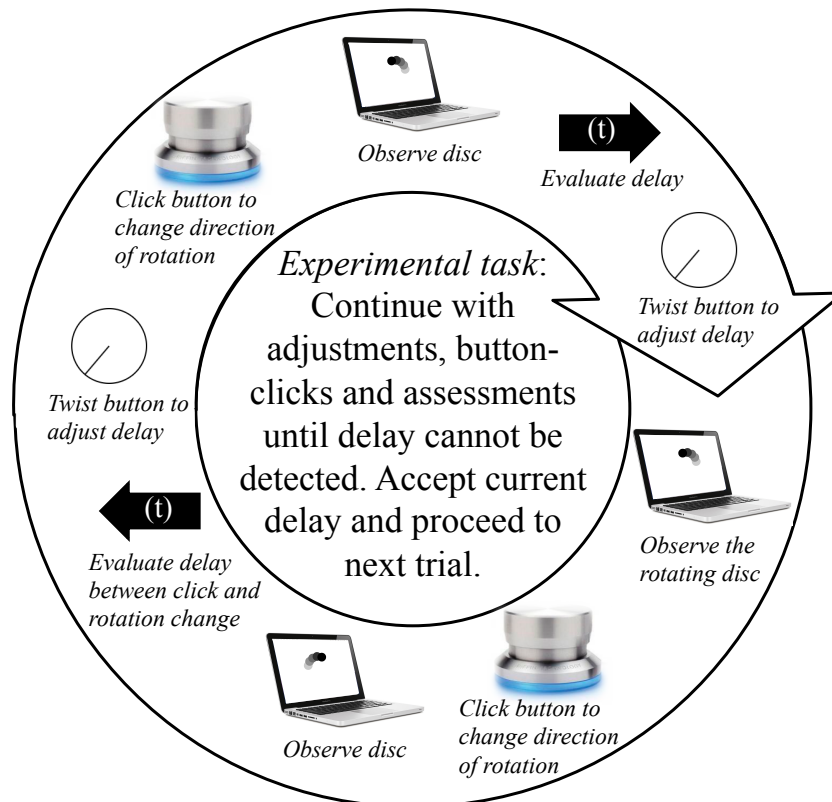 Observe disc
(t)
Evaluate delay
Twist button to
adjust delay
Observe the
rotating disc
Click button to
change direction
of rotation
Observe disc
(t)
Evaluate delay
between click and
rotation change
Twist button to
adjust delay
Click button to
change direction
of rotation
Experimental task:
Continue with
adjustments, button-
clicks and assessments
until delay cannot be
detected. Accept current
delay and proceed to
next trial.